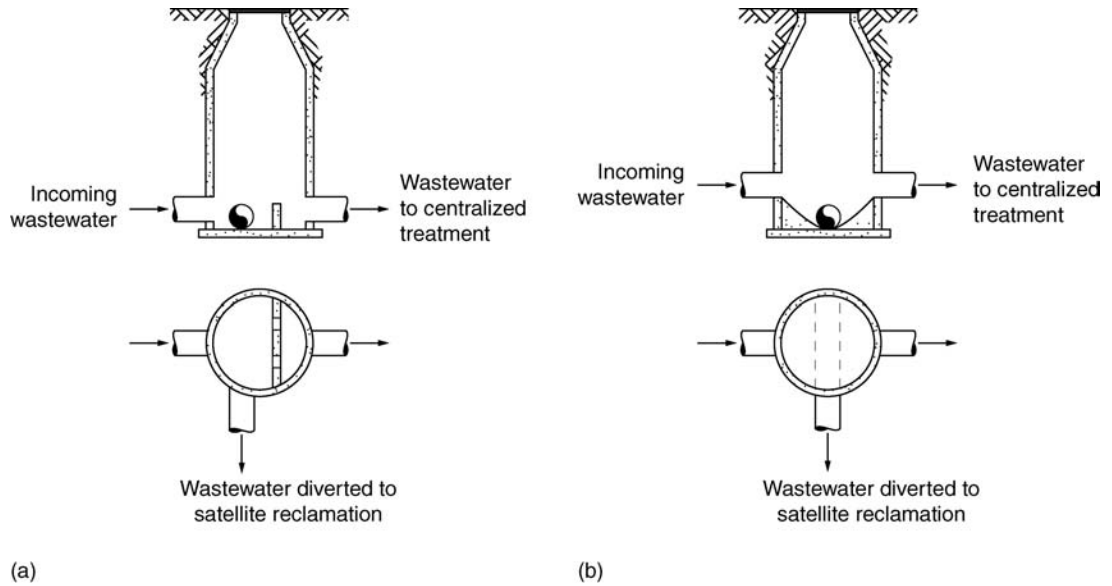 Incoming
wastewater
Wastewater
to centralized
treatment
Wastewater diverted to
satellite reclamation
(a)
Incoming
wastewater
Wastewater
to centralized
treatment
Wastewater diverted to
satellite reclamation
(b)